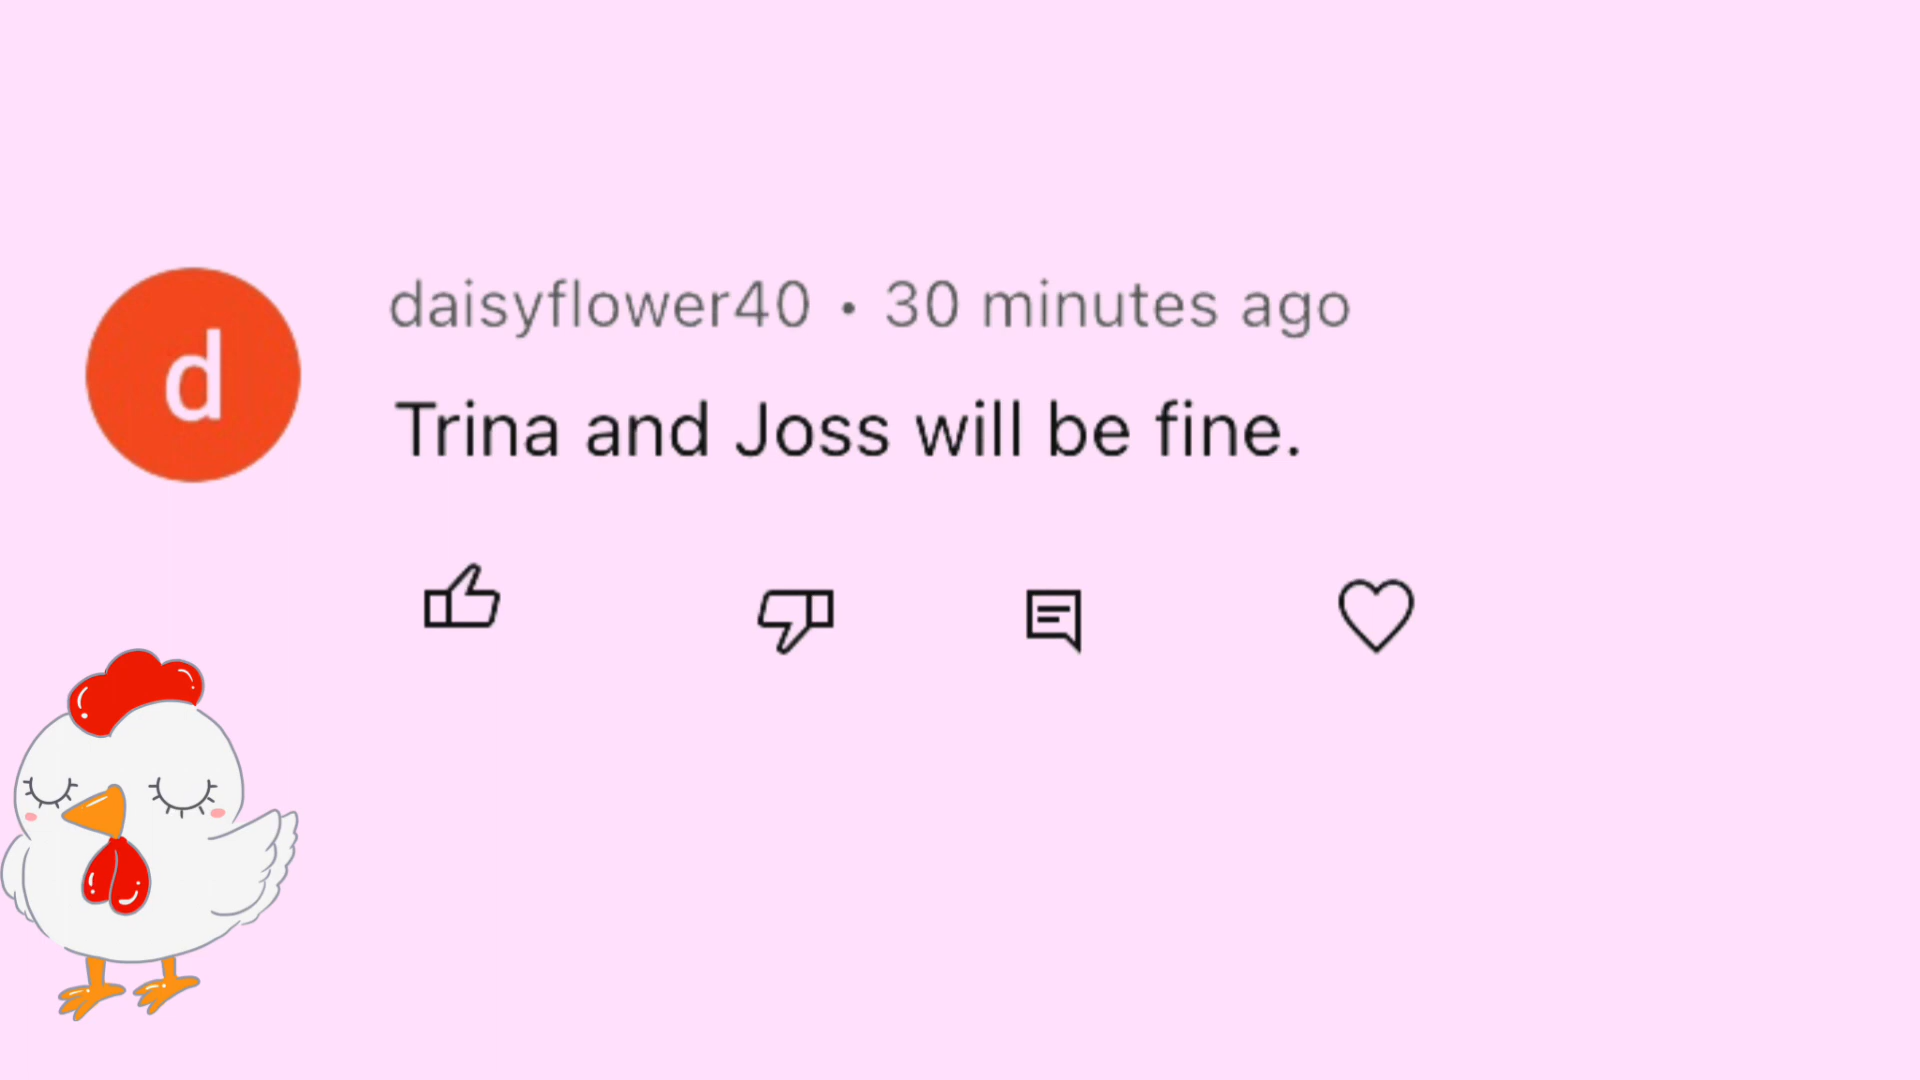 d
daisyflower40 • 30 minutes ago
Trina and Joss will be fine.